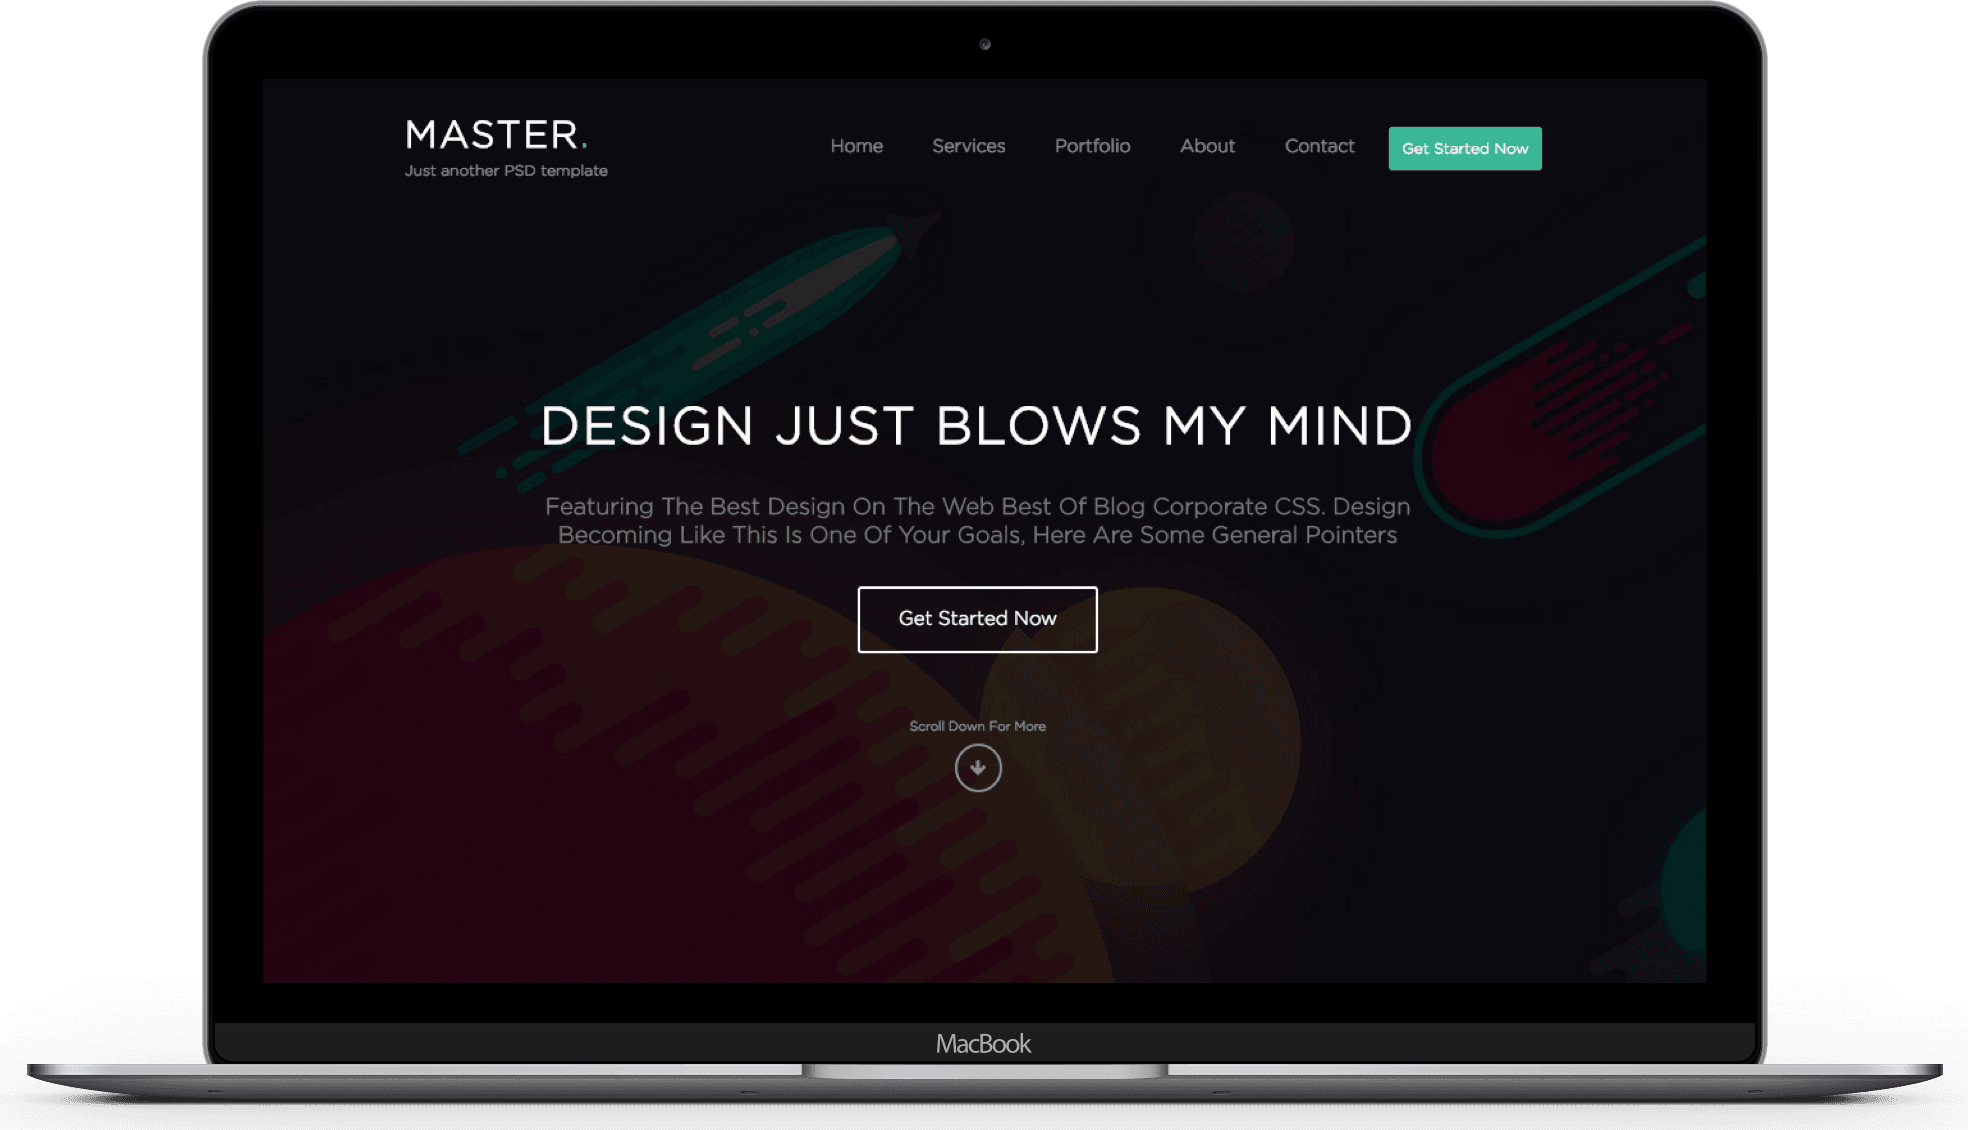 MASTER.
Just another PSD template
Home Services Portfolio About Contact Get Started Now
DESIGN JUST BLOWS MY MIND
Featuring The Best Design On The Web Best Of Blog Corporate CSS. Design
Becoming Like This Is One Of Your Goals, Here Are Some General Pointers
Get Started Now
Scroll Down For More
MacBook